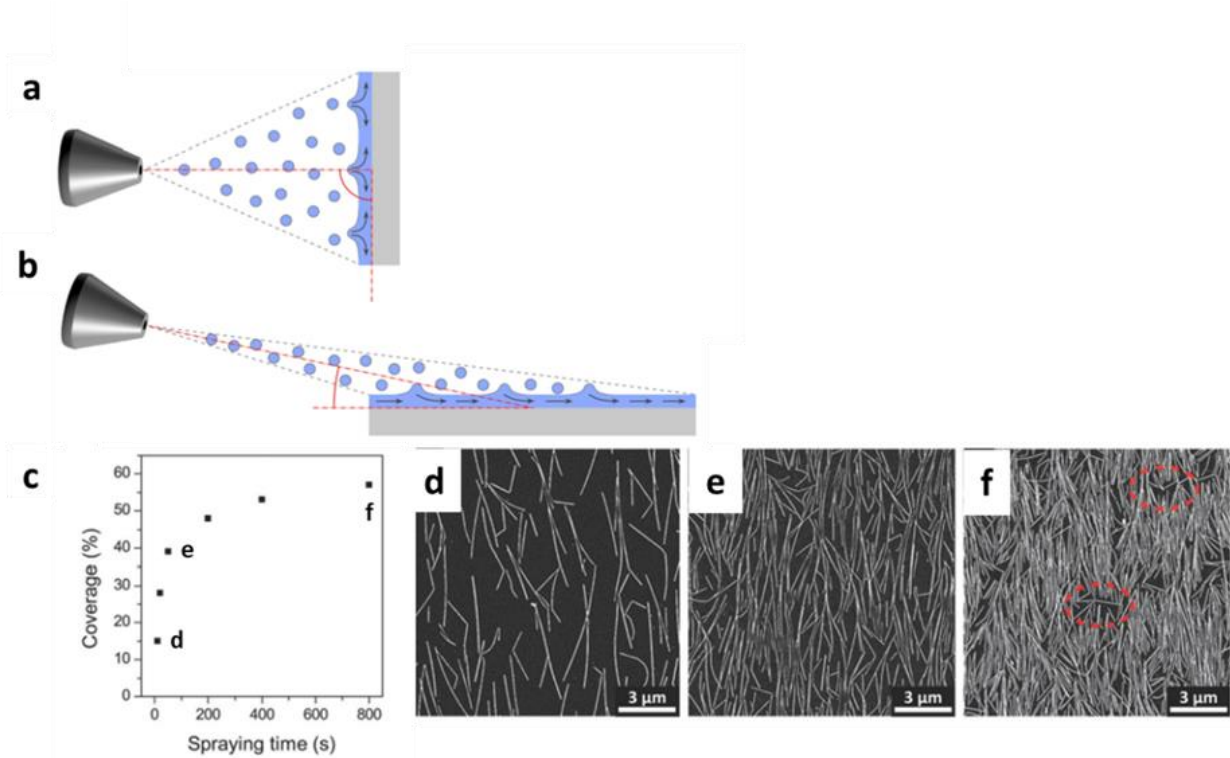 a
b
c
60
50
40
30
20
10
0
Coverage (%)
0 200 400 600 800
Spraying time (s)
d
e
f
d
3 μm
e
3 μm
f
3 μm